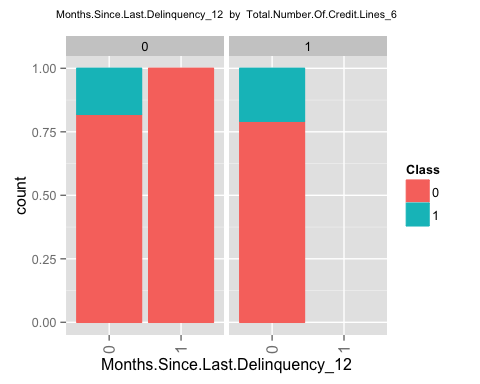 Months.Since.Last.Delinquency_12 by Total.Number.Of.Credit.Lines_6
0 1
1.00
0.75
0.50
0.25
0.00
count
0 1 0 1
Months.Since.Last.Delinquency_12
Class
0
1